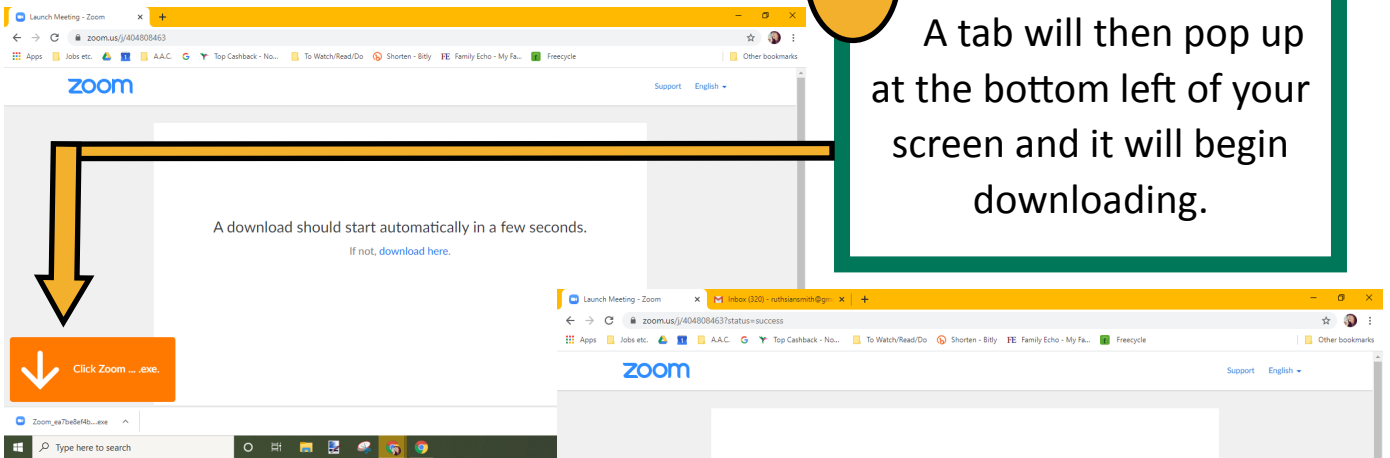 Launch Meeting - Zoom
zoom.us/j/404808463
Apps Jobs etc. A.A.C. Top Cashback - No... To Watch/Read/Do Shorten - Bitly FE Family Echo - My Fa... Freecycle Other bookmarks
zoom Support English
A download should start automatically in a few seconds.
If not, download here.
Click Zoom ... .exe.
Zoom_ea7be8ef4b....exe
Type here to search
A tab will then pop up
at the bottom left of your
screen and it will begin
downloading.
Launch Meeting - Zoom Inbox (320) - ruthsiansmith@gm
zoom.us/j/404808463?status=success
Apps Jobs etc. A.A.C. Top Cashback - No... To Watch/Read/Do Shorten - Bitly FE Family Echo - My Fa... Freecycle Other bookmarks
zoom Support English